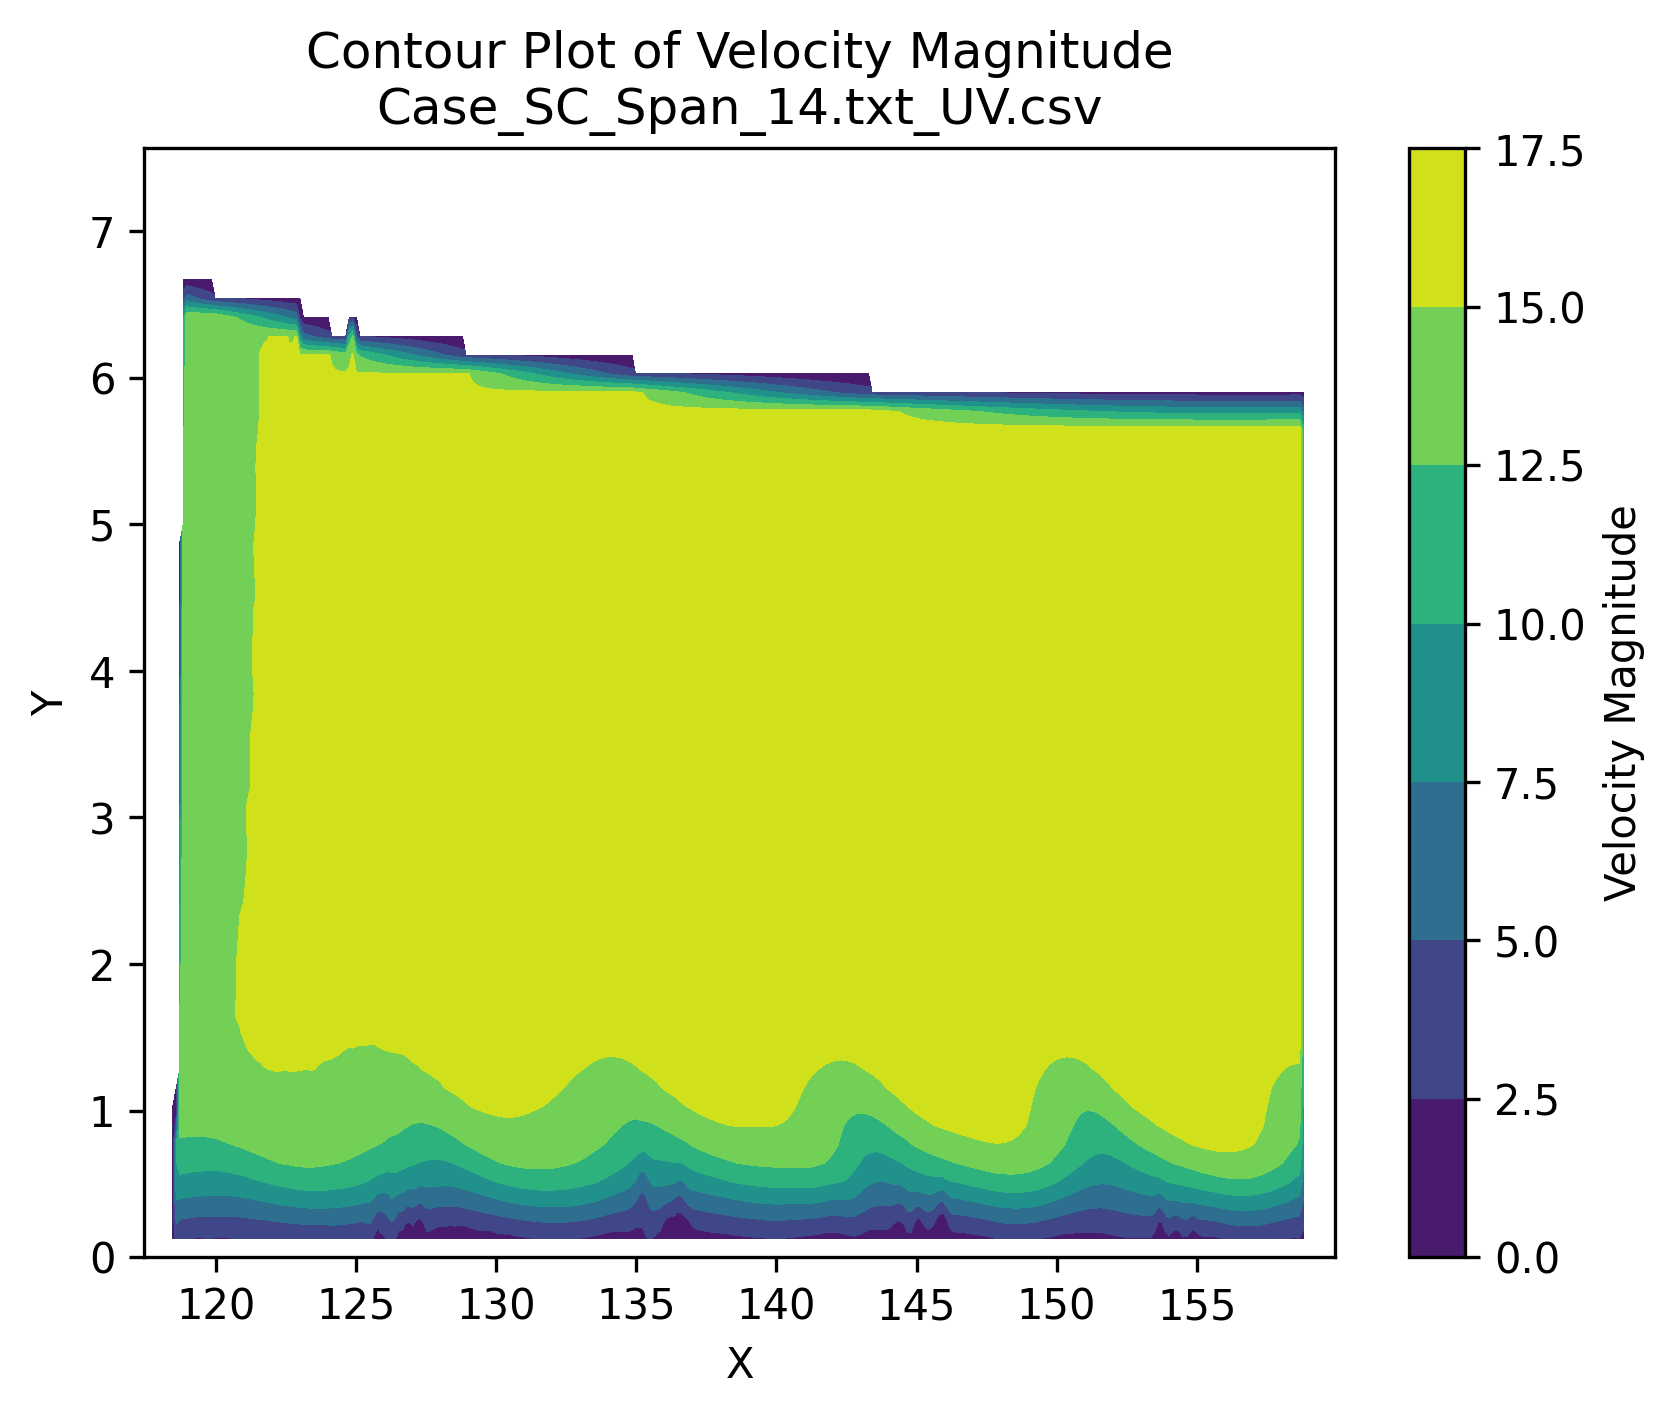 Contour Plot of Velocity Magnitude
Case_SC_Span_14.txt_UV.csv
7
6
5
4
3
2
1
0
Y
120 125 130 135 140 145 150 155
X
17.5
15.0
12.5
10.0
7.5
5.0
2.5
0.0
Velocity Magnitude